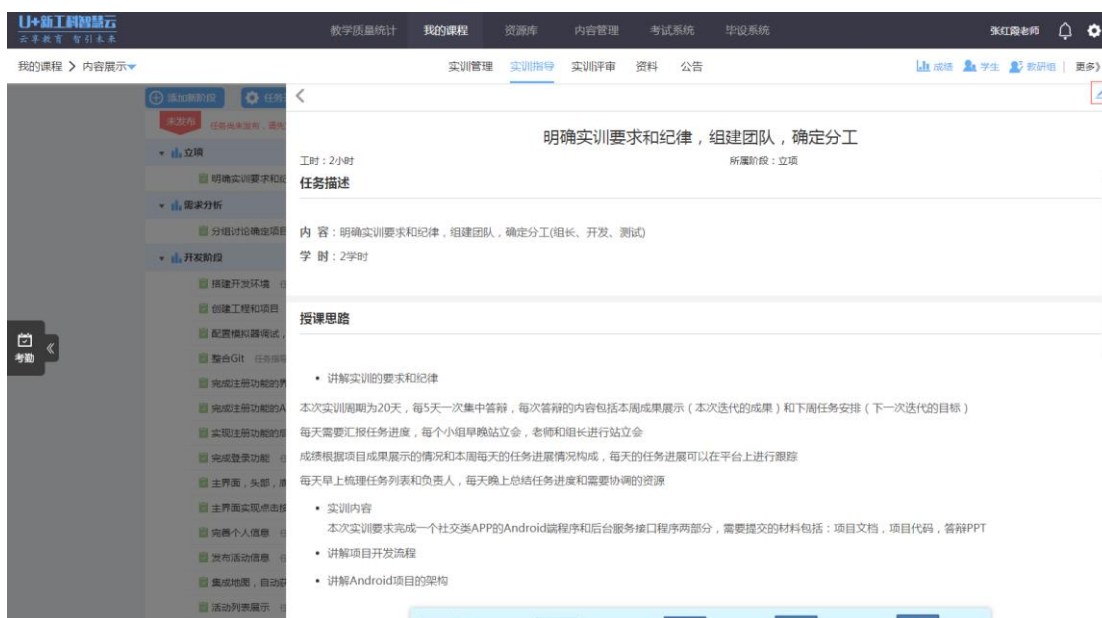 U+新工科智慧云
云享教育 智引未来
教学质量统计 我的课程 资源库 内容管理 考试系统 毕设系统 张红霞老师
我的课程 > 内容展示
实训管理 实训指导 实训评审 资料 公告
成绩 学生 教研组 | 更多》
添加新阶段 任务
未发布 任务尚未发布,请先
明确实训要求和纪律,组建团队,确定分工
工时:2小时 所属阶段:立项
任务描述
立项
明确实训要求和纪
需求分析
分组讨论确定项目
内 容:明确实训要求和纪律,组建团队,确定分工(组长、开发、测试)
学 时:2学时
开发阶段
搭建开发环境
创建工程和项目
配置模拟器调试,
整合Git
完成注册功能的界
完成注册功能的A
实现注册功能的后
完成登录功能
主界面,头部,底
主界面实现点击按
完善个人信息
发布活动信息
集成地图,自动获
活动列表展示
考勤
授课思路
• 讲解实训的要求和纪律
本次实训周期为20天,每5天一次集中答辩,每次答辩的内容包括本周成果展示(本次迭代的成果)和下周任务安排(下一次迭代的目标)
每天需要汇报任务进度,每个小组早晚站立会,老师和组长进行站立会
成绩根据项目成果展示的情况和本周每天的任务进展情况构成,每天的任务进展可以在平台上进行跟踪
每天早上梳理任务列表和负责人,每天晚上总结任务进度和需要协调的资源
• 实训内容
本次实训要求完成一个社交类APP的Android端程序和后台服务接口程序两部分,需要提交的材料包括:项目文档,项目代码,答辩PPT
• 讲解项目开发流程
• 讲解Android项目的架构